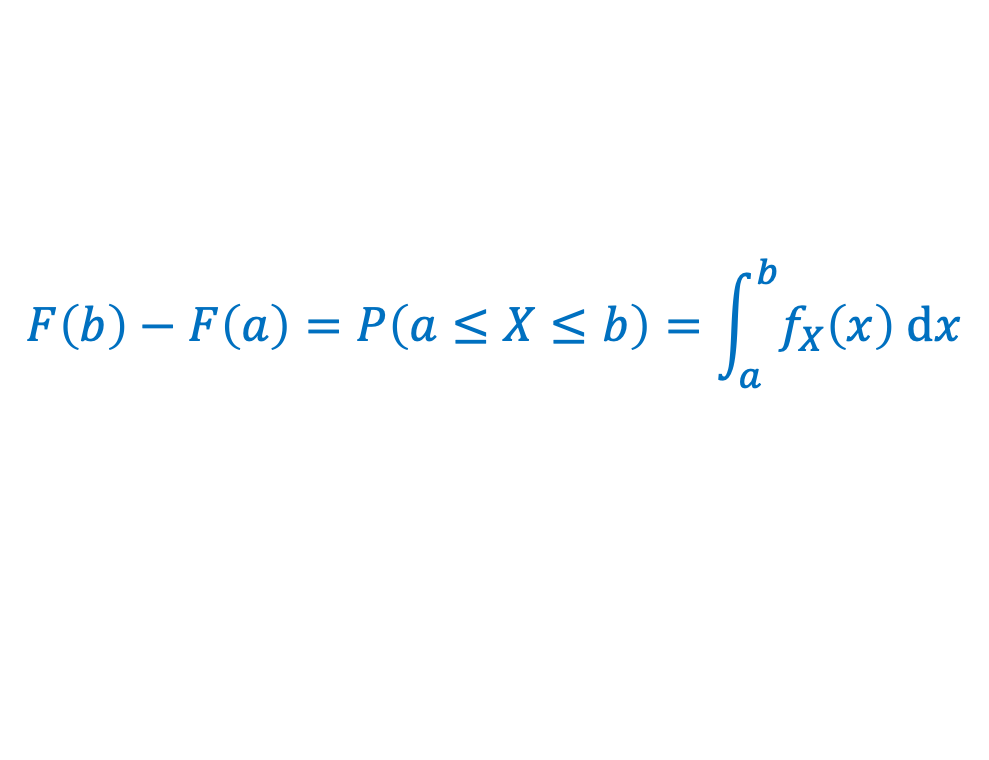 F(b) − F(a) = P(a ≤ X ≤ b) = ∫_a^b f_X(x) dx